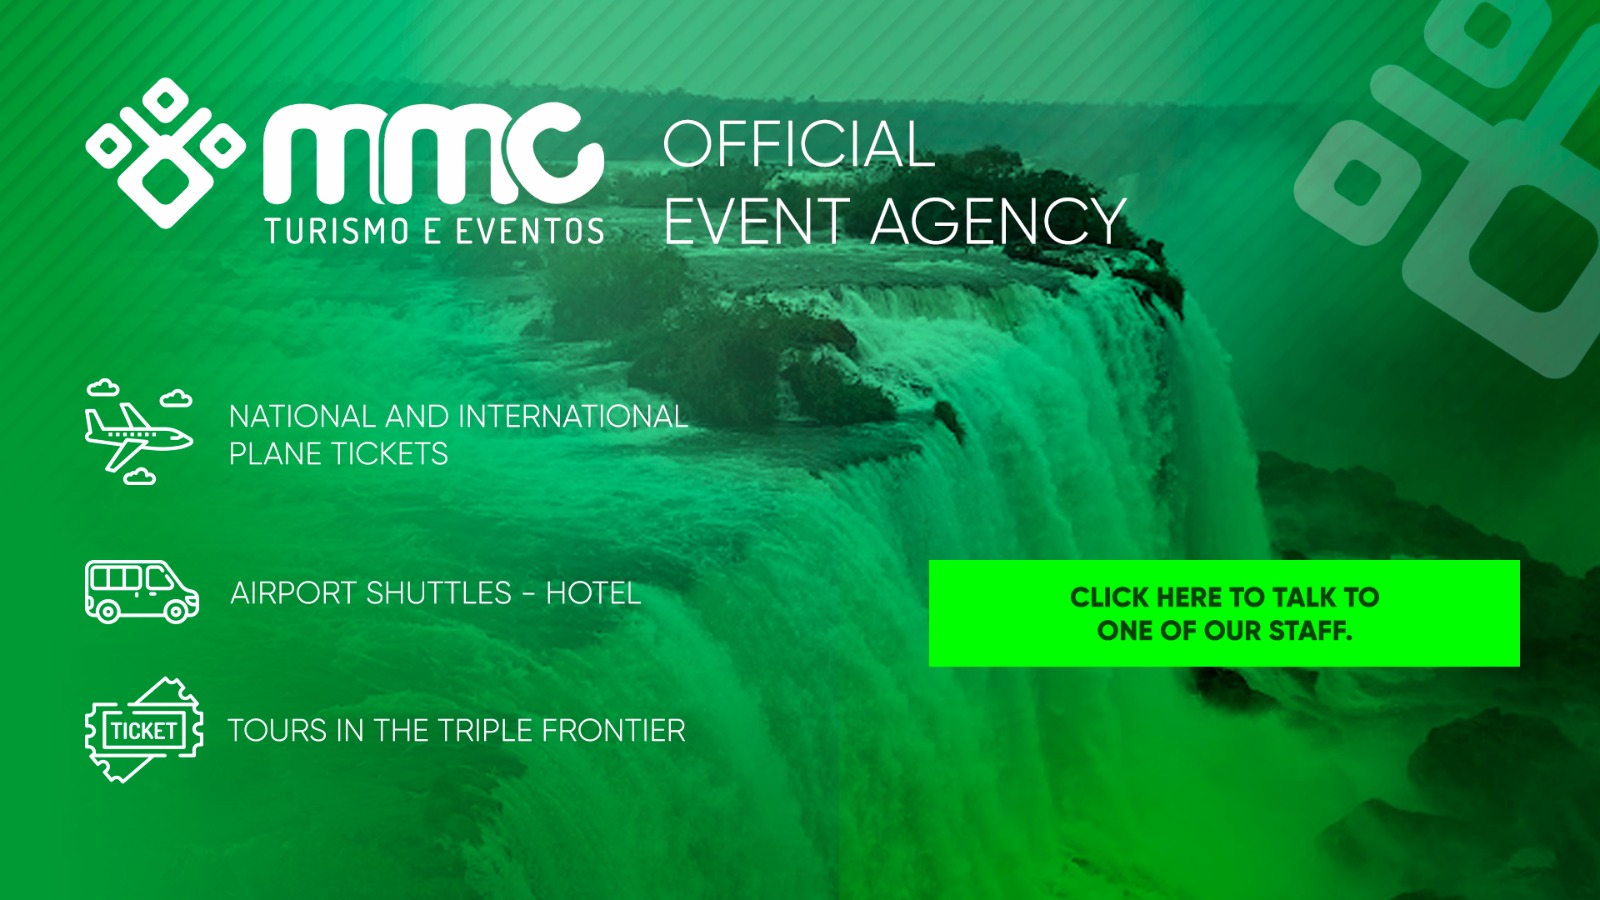 mmc
TURISMO E EVENTOS
OFFICIAL
EVENT AGENCY
NATIONAL AND INTERNATIONAL
PLANE TICKETS
AIRPORT SHUTTLES - HOTEL
TICKET
TOURS IN THE TRIPLE FRONTIER
CLICK HERE TO TALK TO
ONE OF OUR STAFF.